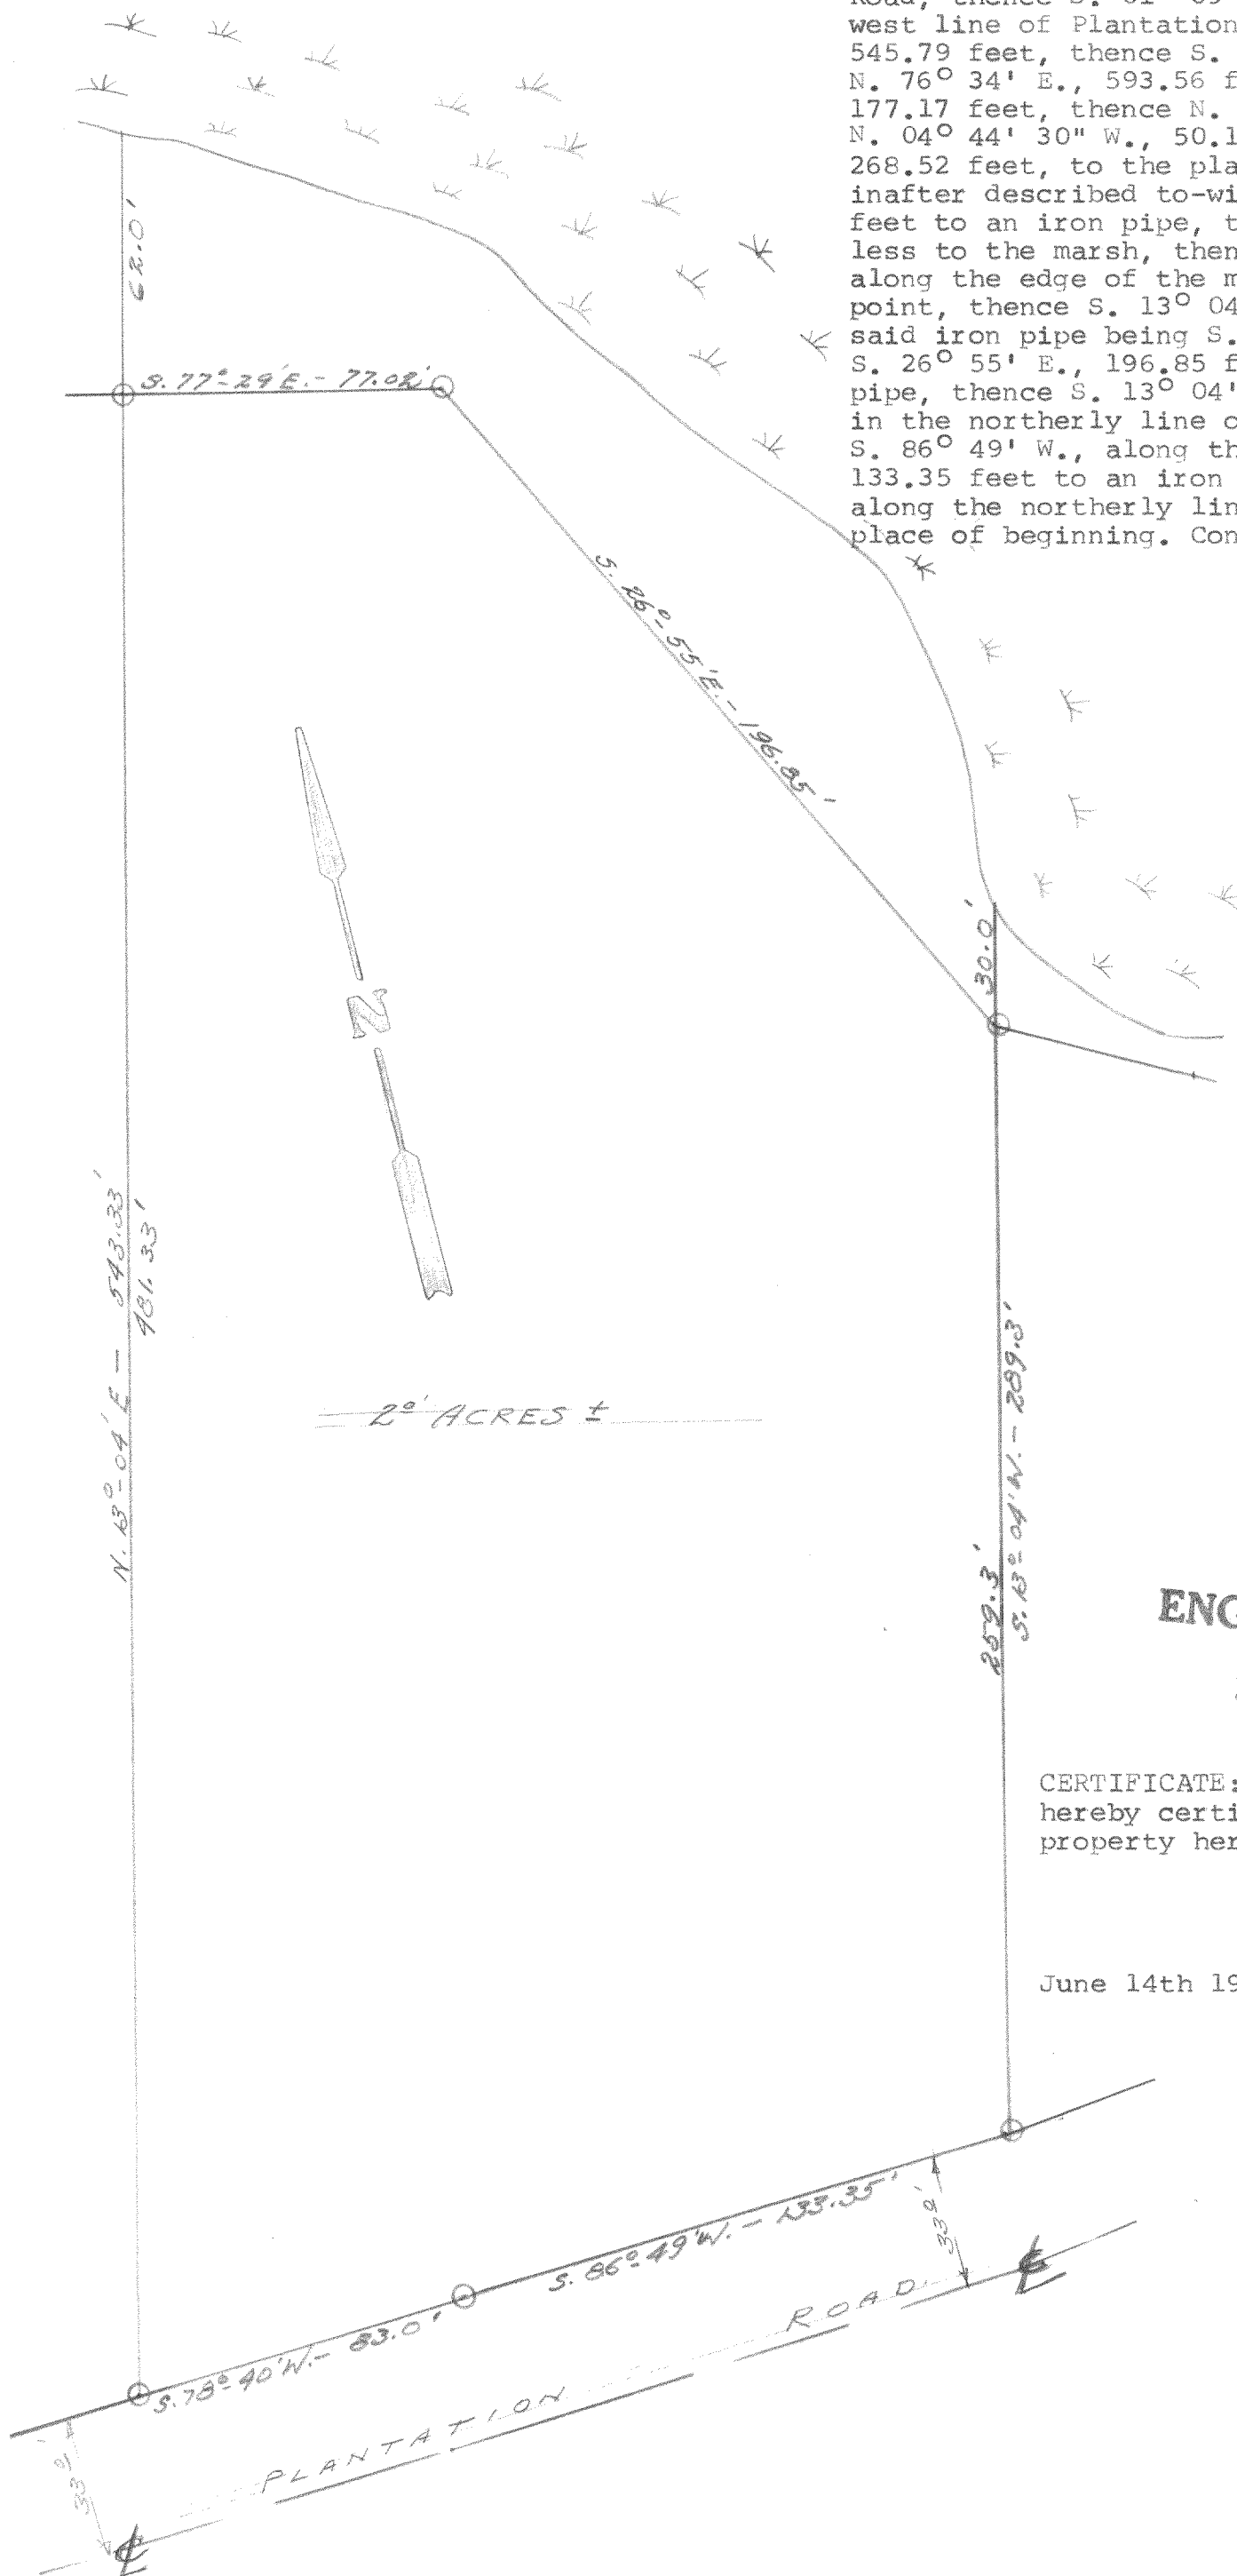 Road, thence S.
west line of Plantation
545.79 feet, thence S.
N. 76° 34' E., 593.56 f
177.17 feet, thence N.
N. 04° 44' 30" W., 50.1
268.52 feet, to the pla
inafter described to-wi
feet to an iron pipe, t
less to the marsh, then
along the edge of the m
point, thence S. 13° 04
said iron pipe being S.
S. 26° 55' E., 196.85 f
pipe, thence S. 13° 04'
in the northerly line o
S. 86° 49' W., along th
133.35 feet to an iron
along the northerly lin
place of beginning. Con
62.0'
S. 77°-29'E.- 77.02'
S. 26°-55'E.- 196.85'
30.0'
N
N. 13°-04'E - 543.33'
481.33'
2.0± ACRES ±
259.3'
S. 13°-04'W. - 289.3'
ENG
CERTIFICATE:
hereby certi
property her
June 14th 19
S. 86°-49'W.- 133.35'
33.0'
S. 78°-40'W.- 83.0'
PLANTATION ROAD
33.0'
℄
℄